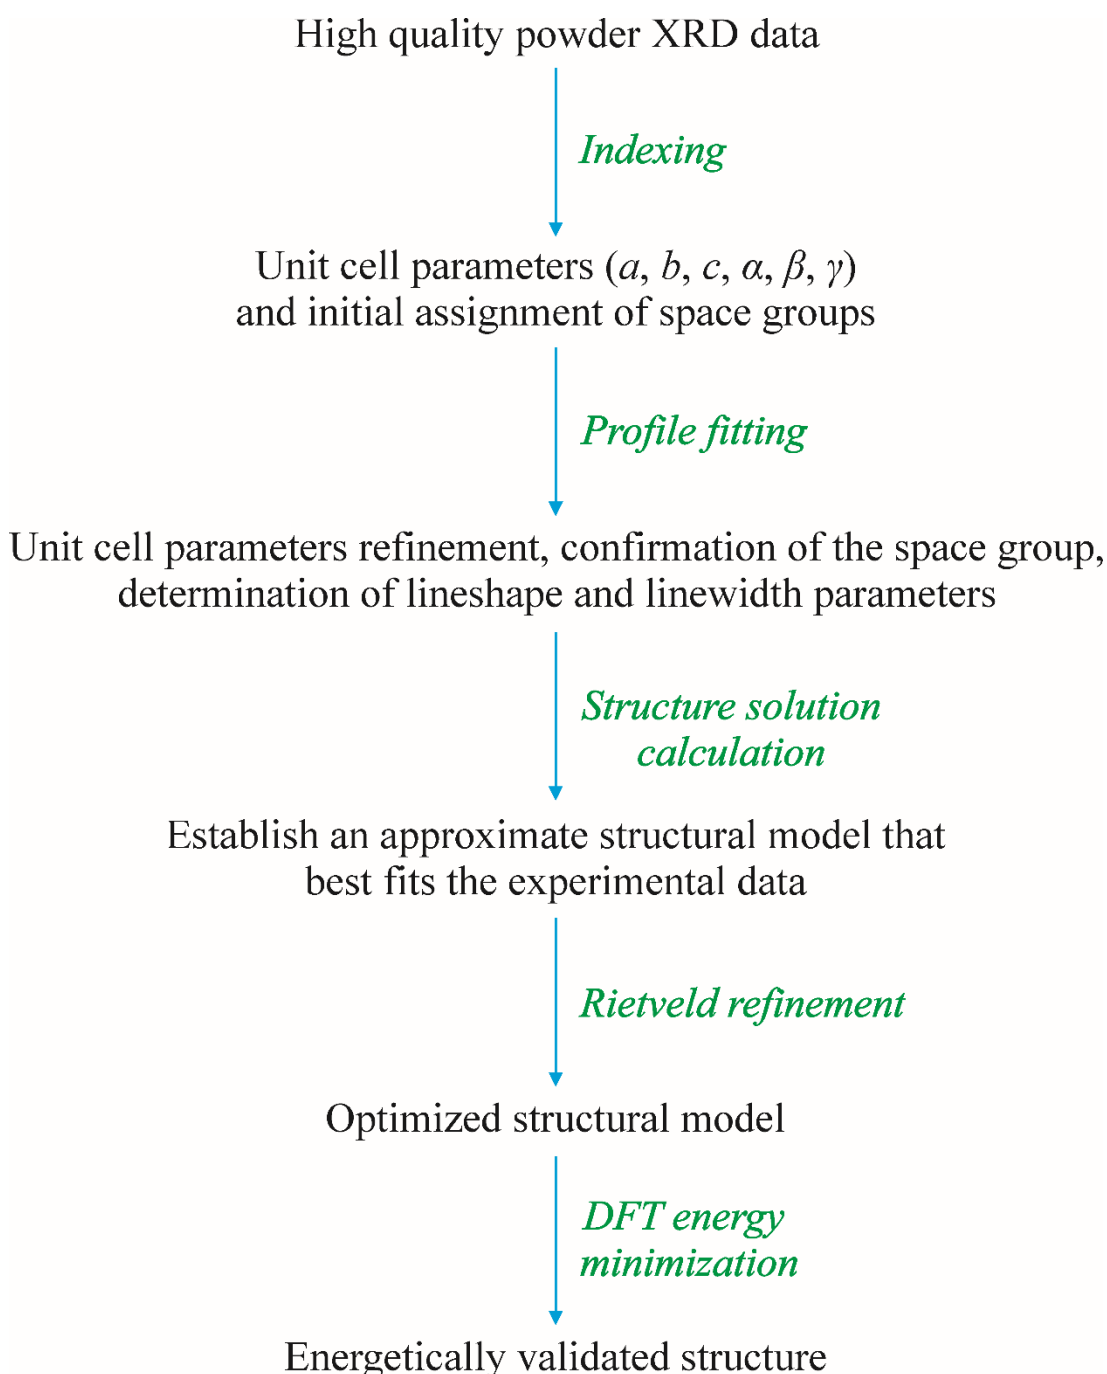 High quality powder XRD data
Indexing
Unit cell parameters (a, b, c, α, β, γ)
and initial assignment of space groups
Profile fitting
Unit cell parameters refinement, confirmation of the space group,
determination of lineshape and linewidth parameters
Structure solution
calculation
Establish an approximate structural model that
best fits the experimental data
Rietveld refinement
Optimized structural model
DFT energy
minimization
Energetically validated structure